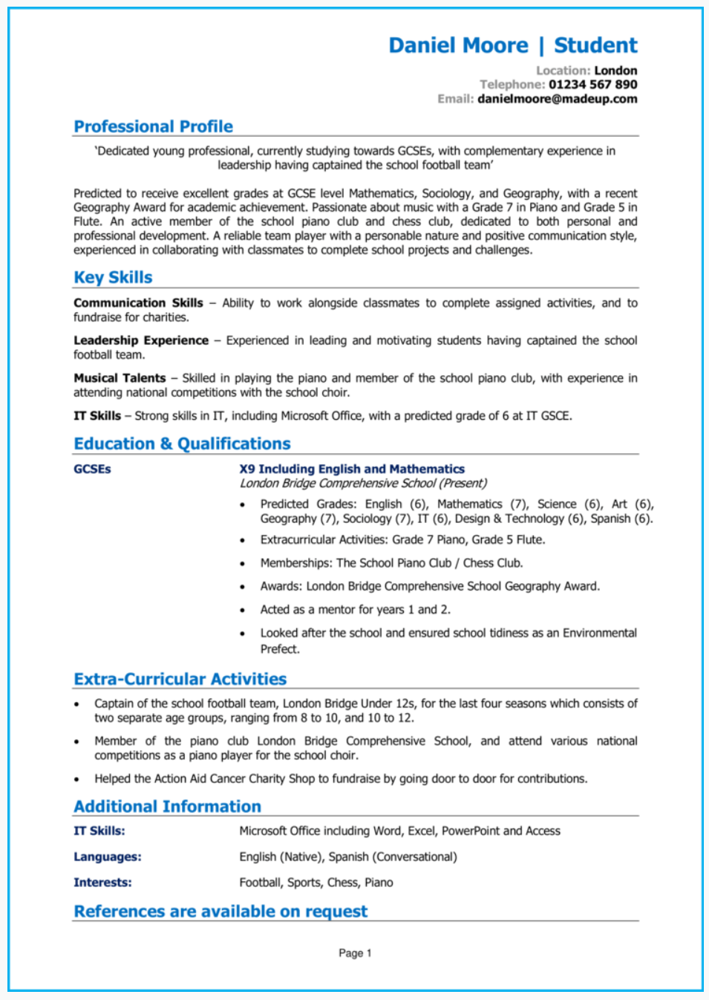 Daniel Moore | Student
Location: London
Telephone: 01234 567 890
Email: danielmoore@madeup.com
Professional Profile
‘Dedicated young professional, currently studying towards GCSEs, with complementary experience in
leadership having captained the school football team’
Predicted to receive excellent grades at GCSE level Mathematics, Sociology, and Geography, with a recent
Geography Award for academic achievement. Passionate about music with a Grade 7 in Piano and Grade 5 in
Flute. An active member of the school piano club and chess club, dedicated to both personal and
professional development. A reliable team player with a personable nature and positive communication style,
experienced in collaborating with classmates to complete school projects and challenges.
Key Skills
Communication Skills – Ability to work alongside classmates to complete assigned activities, and to
fundraise for charities.
Leadership Experience – Experienced in leading and motivating students having captained the school
football team.
Musical Talents – Skilled in playing the piano and member of the school piano club, with experience in
attending national competitions with the school choir.
IT Skills – Strong skills in IT, including Microsoft Office, with a predicted grade of 6 at IT GSCE.
Education & Qualifications
GCSEs X9 Including English and Mathematics
London Bridge Comprehensive School (Present)
• Predicted Grades: English (6), Mathematics (7), Science (6), Art (6),
Geography (7), Sociology (7), IT (6), Design & Technology (6), Spanish (6).
• Extracurricular Activities: Grade 7 Piano, Grade 5 Flute.
• Memberships: The School Piano Club / Chess Club.
• Awards: London Bridge Comprehensive School Geography Award.
• Acted as a mentor for years 1 and 2.
• Looked after the school and ensured school tidiness as an Environmental
Prefect.
Extra-Curricular Activities
• Captain of the school football team, London Bridge Under 12s, for the last four seasons which consists of
two separate age groups, ranging from 8 to 10, and 10 to 12.
• Member of the piano club London Bridge Comprehensive School, and attend various national
competitions as a piano player for the school choir.
• Helped the Action Aid Cancer Charity Shop to fundraise by going door to door for contributions.
Additional Information
IT Skills: Microsoft Office including Word, Excel, PowerPoint and Access
Languages: English (Native), Spanish (Conversational)
Interests: Football, Sports, Chess, Piano
References are available on request
Page 1